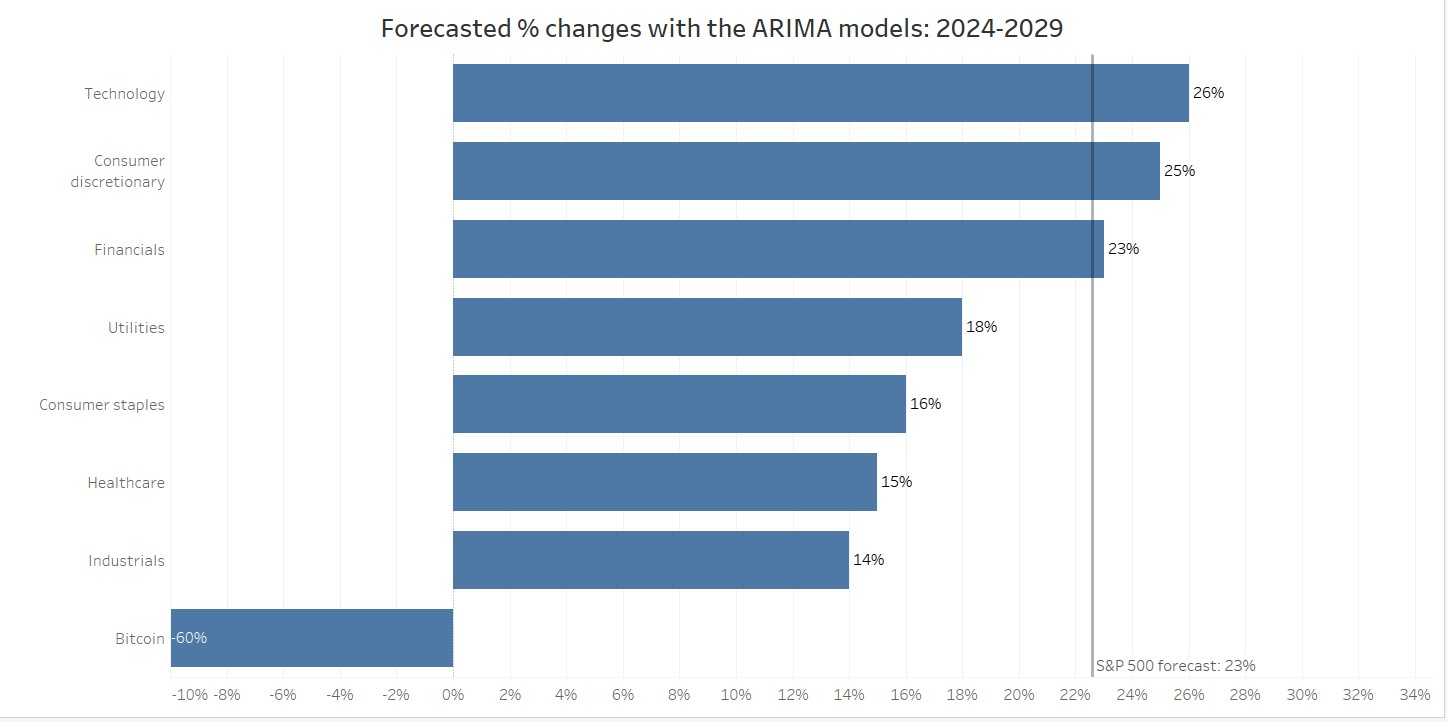 Forecasted % changes with the ARIMA models: 2024-2029
Technology
26%
Consumer
discretionary
25%
Financials
23%
Utilities
18%
Consumer staples
16%
Healthcare
15%
Industrials
14%
Bitcoin
-60%
S&P 500 forecast: 23%
-10% -8% -6% -4% -2% 0% 2% 4% 6% 8% 10% 12% 14% 16% 18% 20% 22% 24% 26% 28% 30% 32% 34%